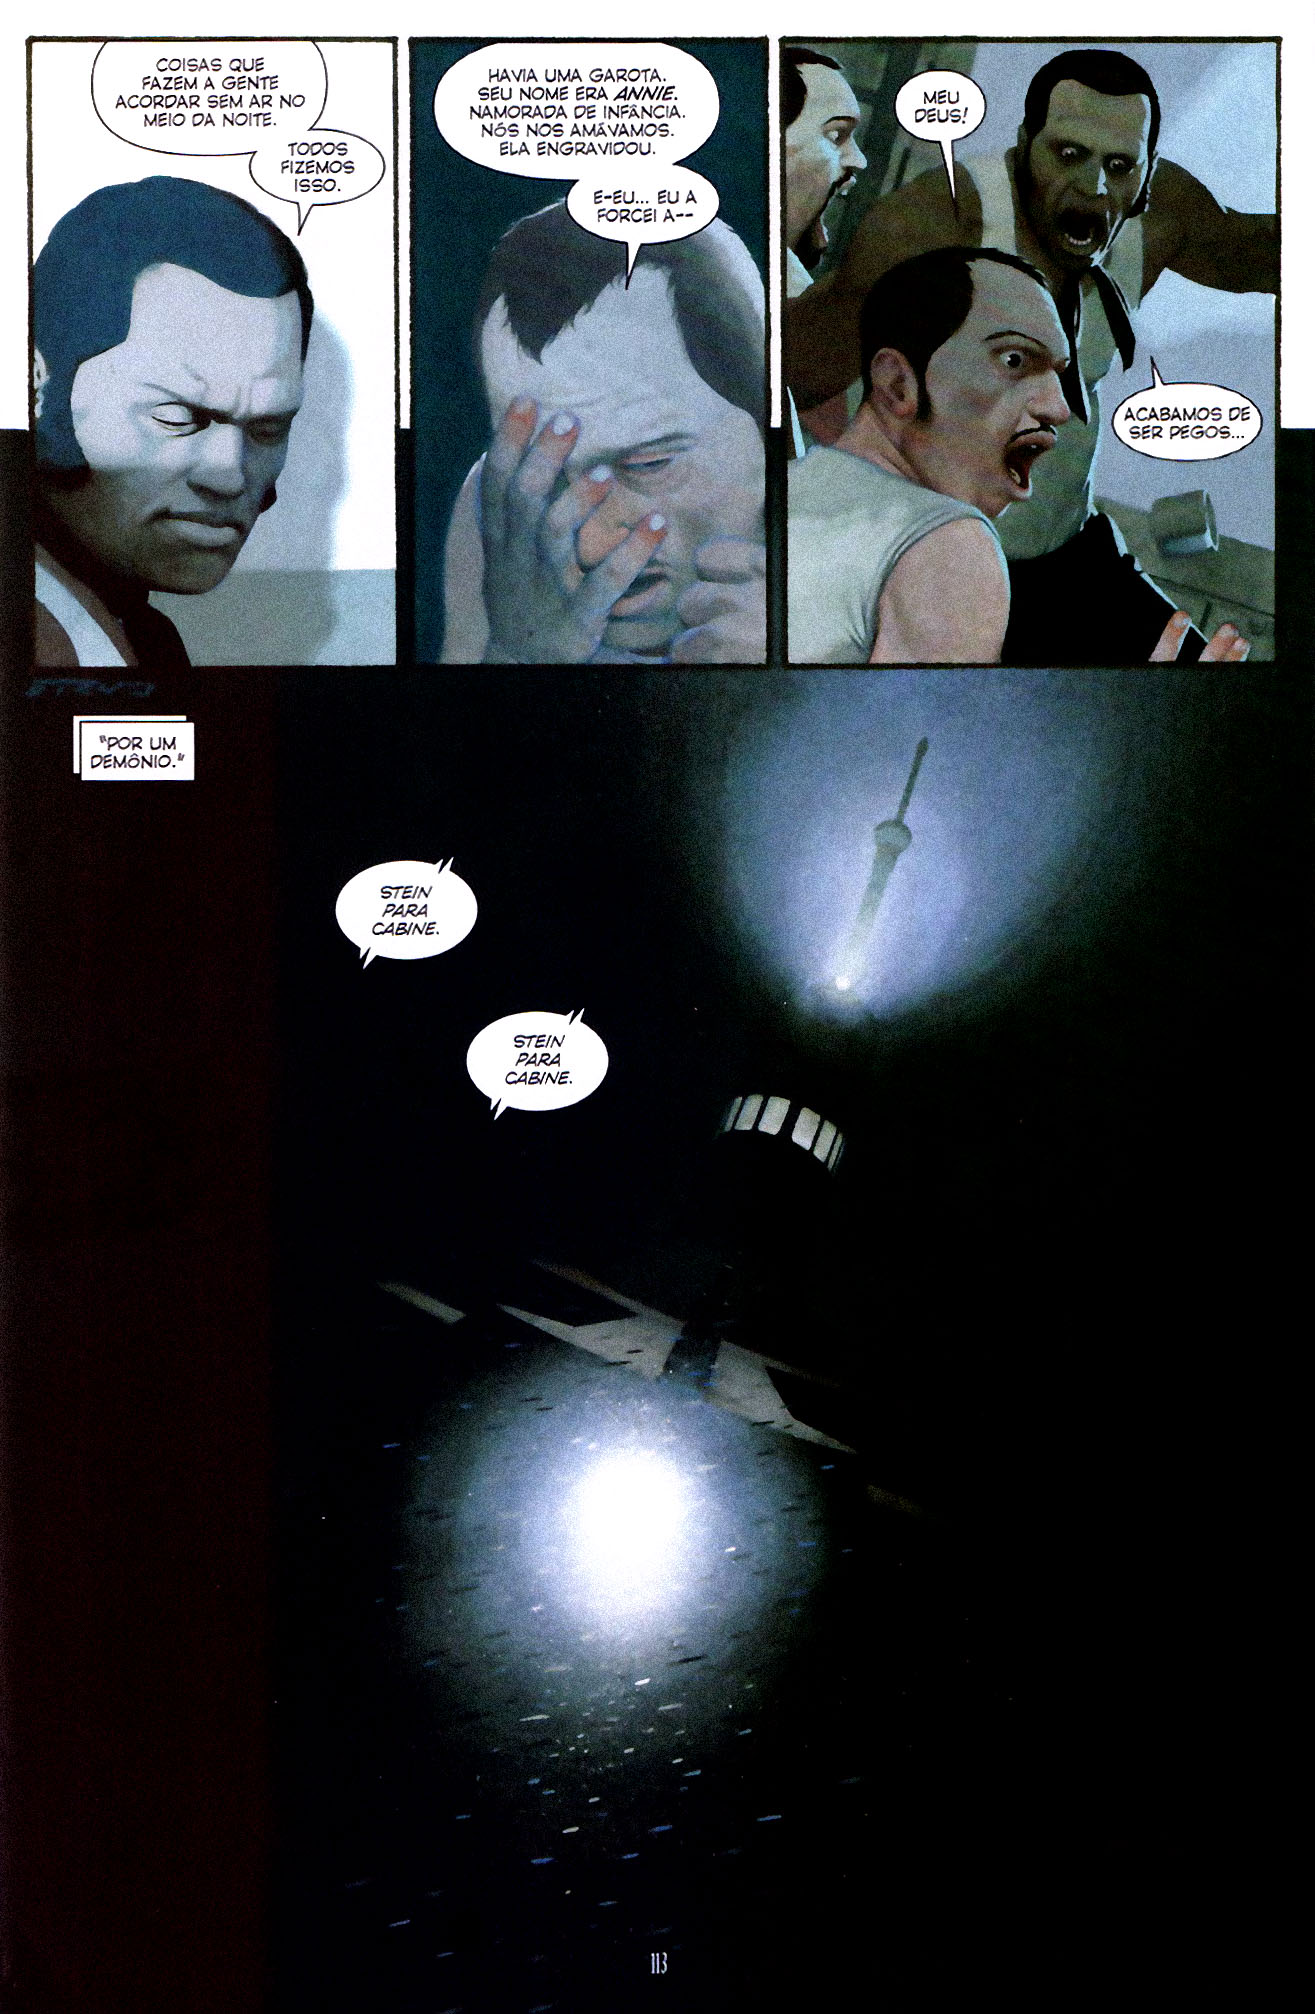 COISAS QUE
FAZEM A GENTE
ACORDAR SEM AR NO
MEIO DA NOITE.
TODOS
FIZEMOS
ISSO.
HAVIA UMA GAROTA.
SEU NOME ERA ANNIE.
NAMORADA DE INFÂNCIA.
NÓS NOS AMÁVAMOS.
ELA ENGRAVIDOU.
E-EU... EU A
FORCEI A--
MEU
DEUS!
ACABAMOS DE
SER PEGOS...
"POR UM
DEMÔNIO."
STEIN
PARA
CABINE.
STEIN
PARA
CABINE.
113